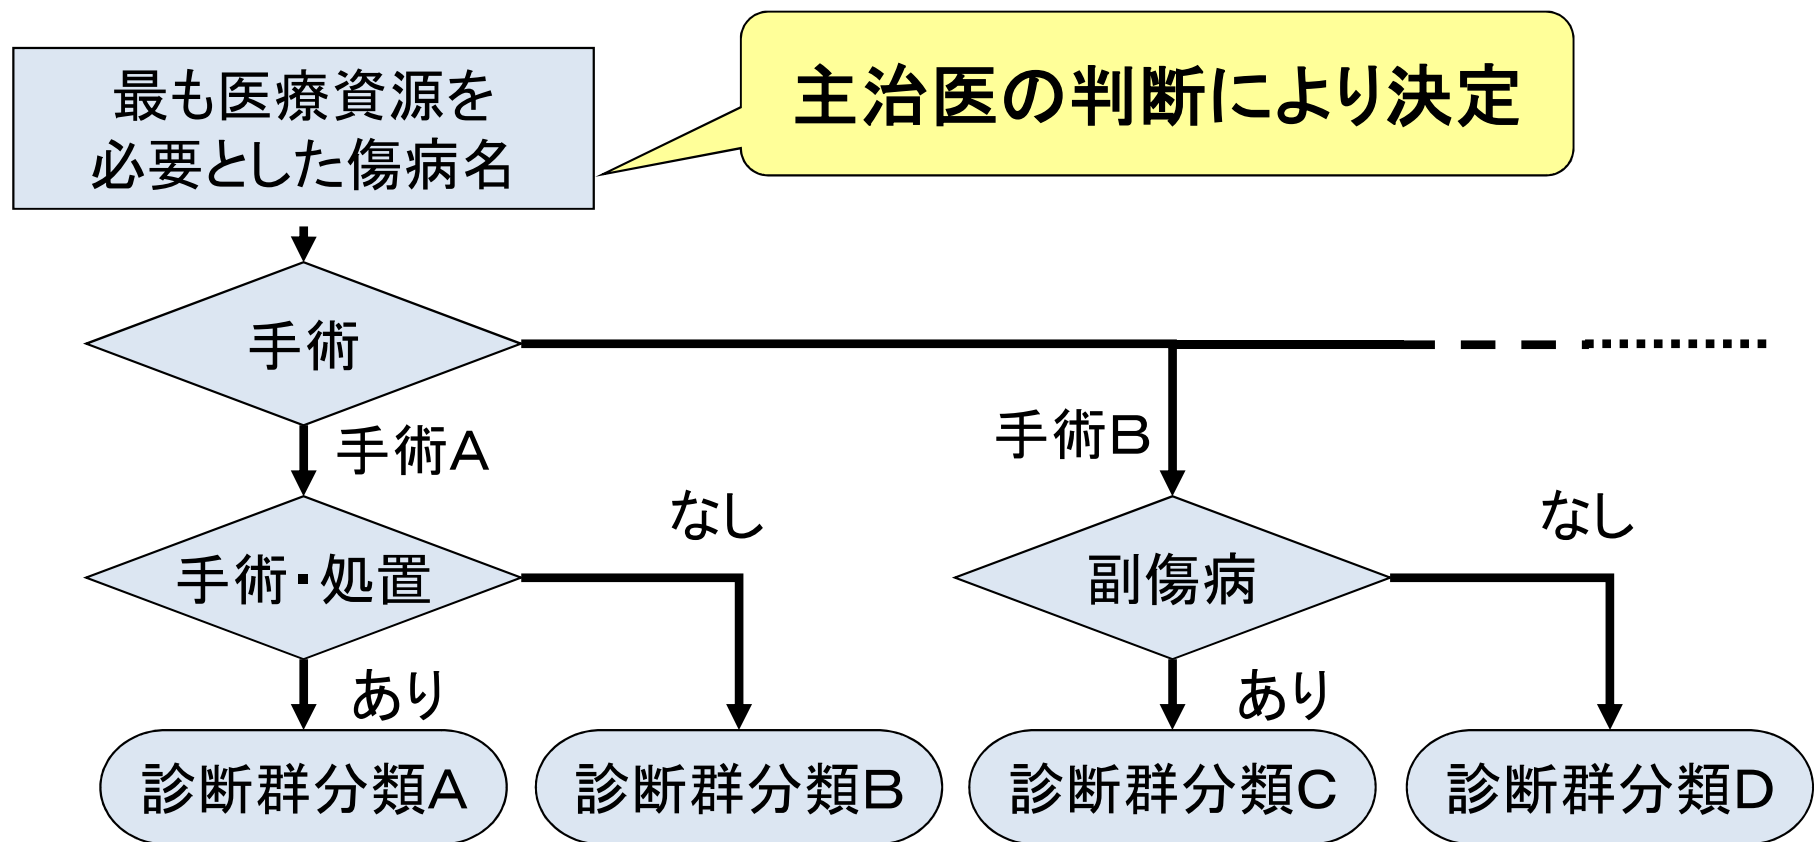 最も医療資源を
必要とした傷病名
主治医の判断により決定
手術
手術A
手術B
手術・処置
なし
副傷病
なし
あり
あり
診断群分類A
診断群分類B
診断群分類C
診断群分類D